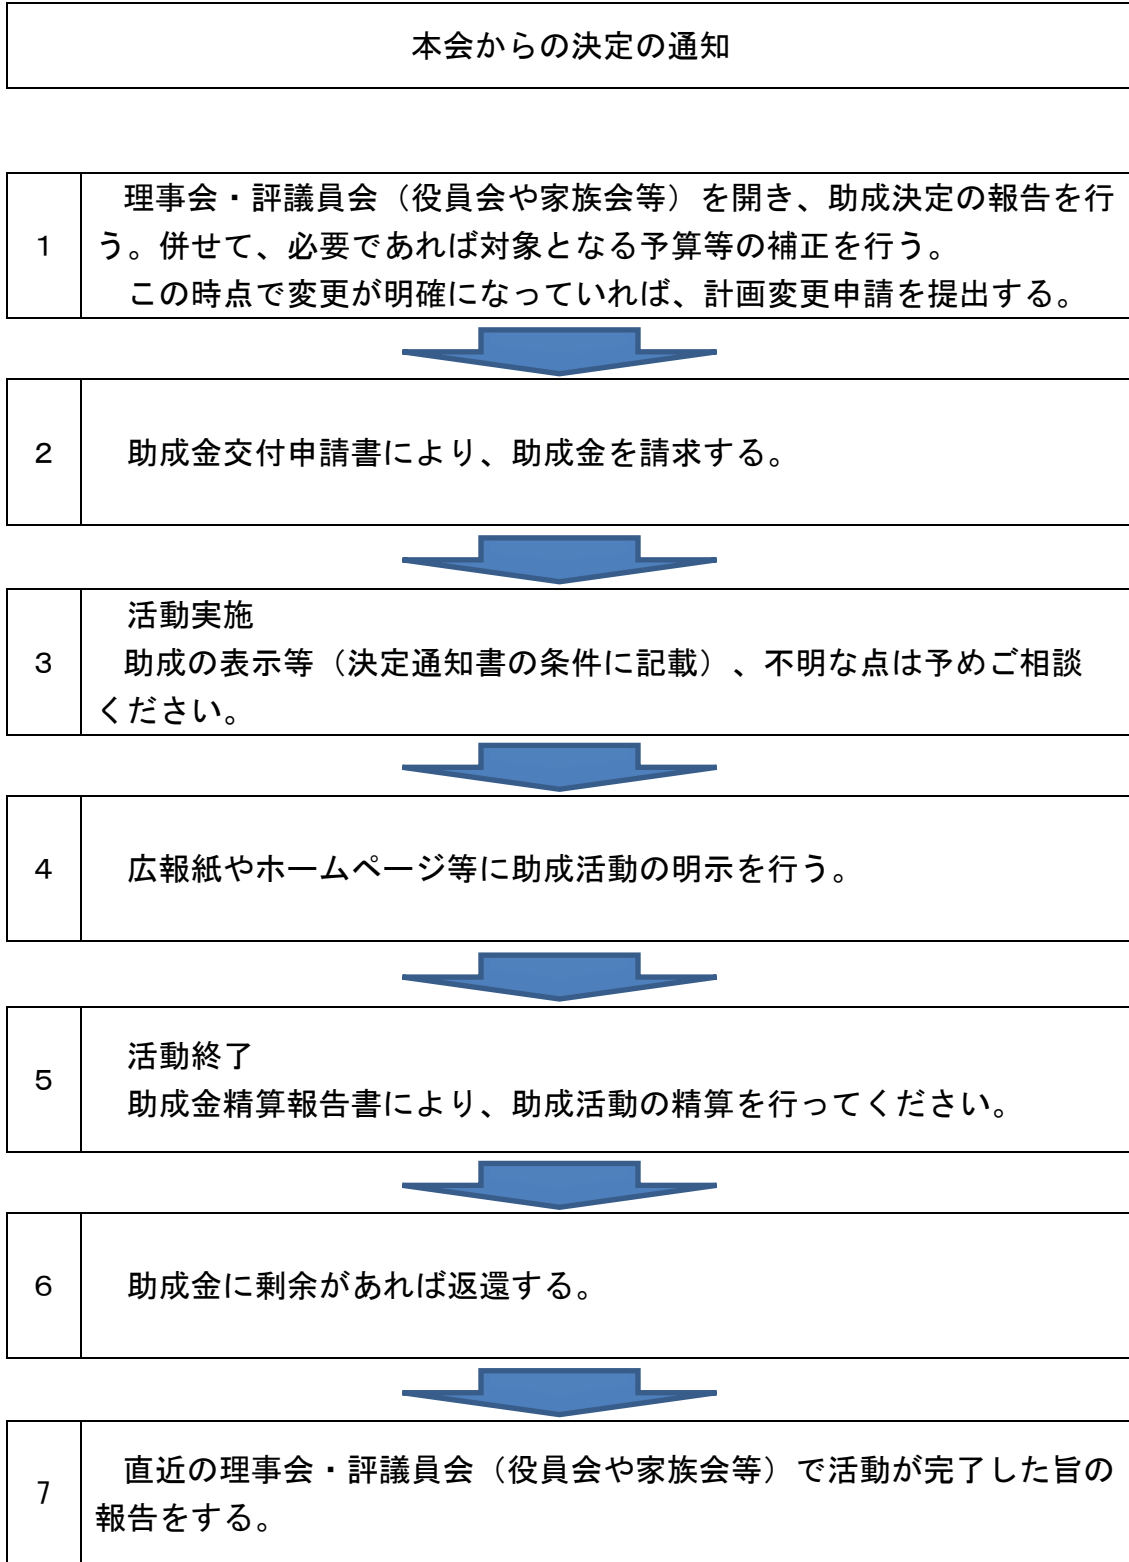 本会からの決定の通知
1
理事会・評議員会（役員会や家族会等）を開き、助成決定の報告を行
う。併せて、必要であれば対象となる予算等の補正を行う。
この時点で変更が明確になっていれば、計画変更申請を提出する。
2
助成金交付申請書により、助成金を請求する。
3
活動実施
助成の表示等（決定通知書の条件に記載）、不明な点は予めご相談
ください。
4
広報紙やホームページ等に助成活動の明示を行う。
5
活動終了
助成金精算報告書により、助成活動の精算を行ってください。
6
助成金に剰余があれば返還する。
7
直近の理事会・評議員会（役員会や家族会等）で活動が完了した旨の
報告をする。